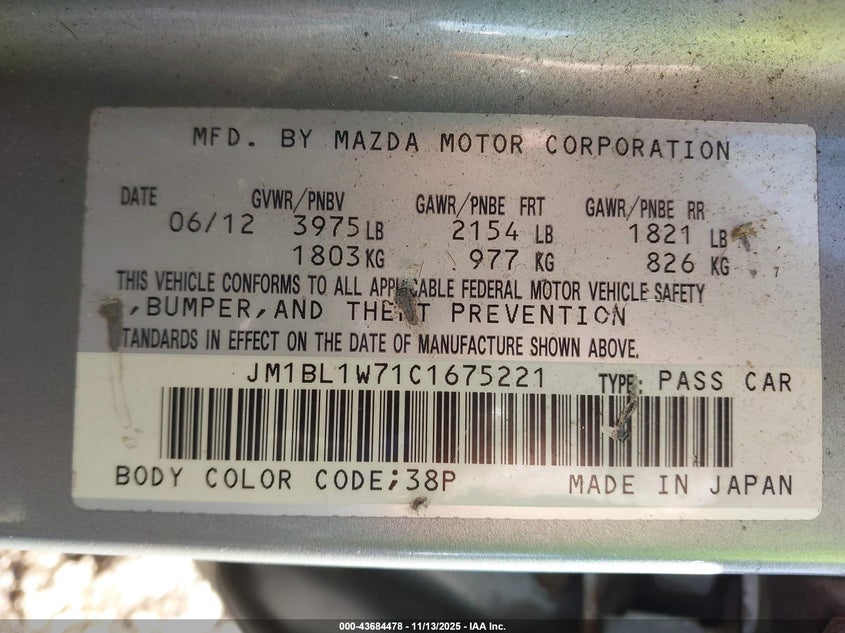 MFD. BY MAZDA MOTOR CORPORATION
DATE GVWR/PNBV GAWR/PNBE FRT GAWR/PNBE RR
06/12 3975 LB 2154 LB 1821 LB
1803 KG 977 KG 826 KG
THIS VEHICLE CONFORMS TO ALL APPLICABLE FEDERAL MOTOR VEHICLE SAFETY
,BUMPER,AND THEFT PREVENTION
STANDARDS IN EFFECT ON THE DATE OF MANUFACTURE SHOWN ABOVE.
JM1BL1W71C1675221 TYPE: PASS CAR
BODY COLOR CODE;38P MADE IN JAPAN
000-43684478 - 11/13/2025 - IAA Inc.